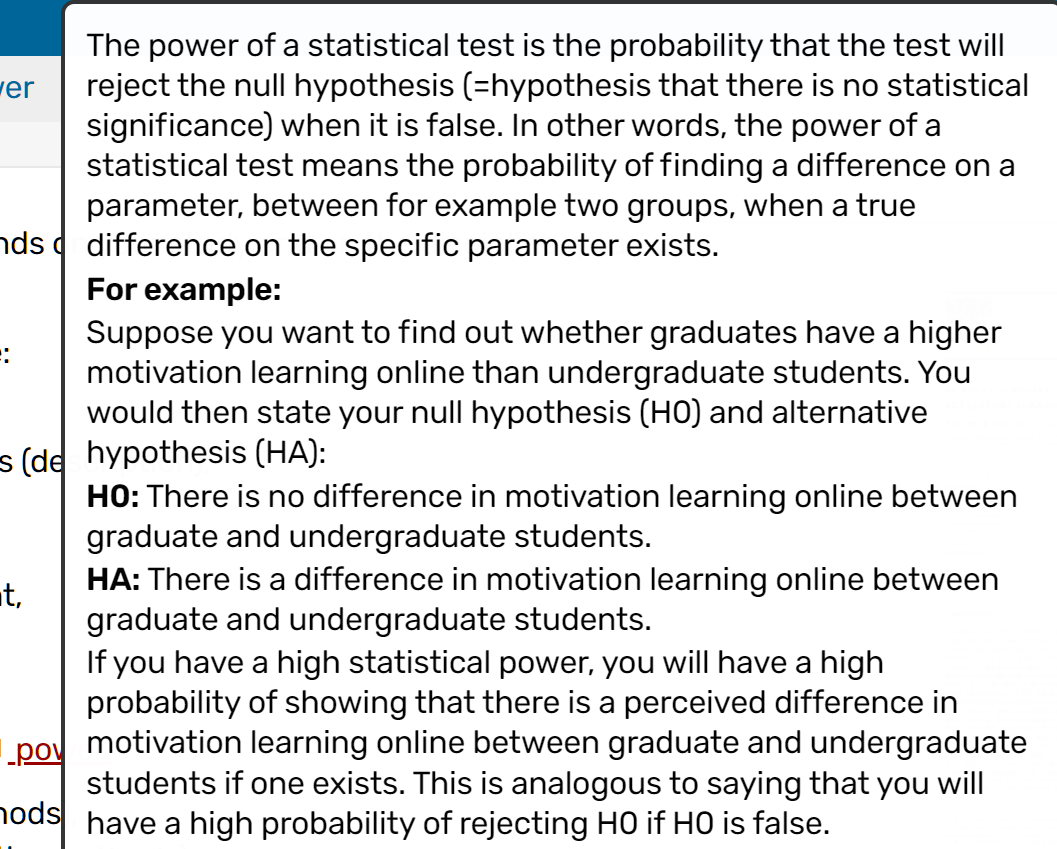 The power of a statistical test is the probability that the test will
reject the null hypothesis (=hypothesis that there is no statistical
significance) when it is false. In other words, the power of a
statistical test means the probability of finding a difference on a
parameter, between for example two groups, when a true
difference on the specific parameter exists.
For example:
Suppose you want to find out whether graduates have a higher
motivation learning online than undergraduate students. You
would then state your null hypothesis (H0) and alternative
hypothesis (HA):
H0: There is no difference in motivation learning online between
graduate and undergraduate students.
HA: There is a difference in motivation learning online between
graduate and undergraduate students.
If you have a high statistical power, you will have a high
probability of showing that there is a perceived difference in
motivation learning online between graduate and undergraduate
students if one exists. This is analogous to saying that you will
have a high probability of rejecting H0 if H0 is false.